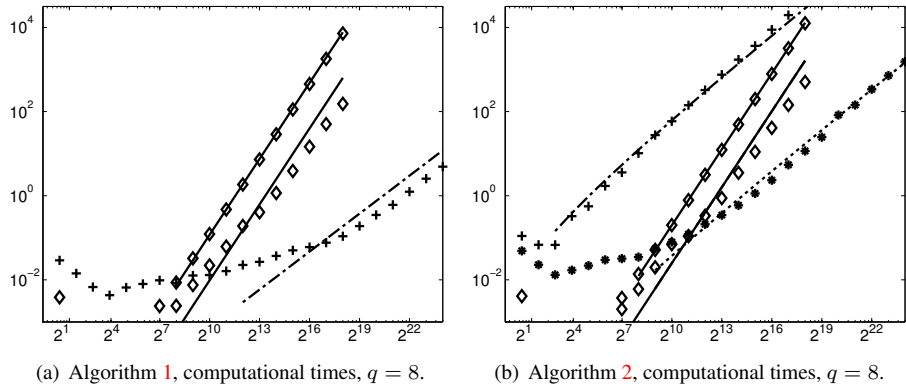 10^4
10^2
10^0
10^-2
2^1 2^4 2^7 2^10 2^13 2^16 2^19 2^22
(a) Algorithm 1, computational times, q = 8.
10^4
10^2
10^0
10^-2
2^1 2^4 2^7 2^10 2^13 2^16 2^19 2^22
(b) Algorithm 2, computational times, q = 8.